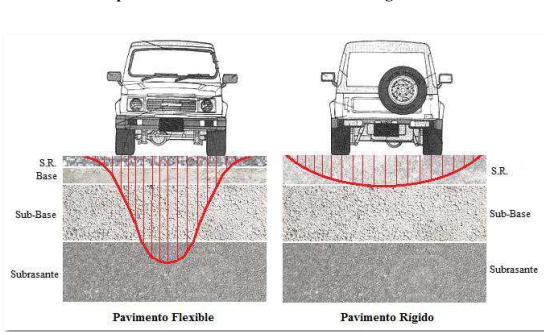 S.R.
Base
Sub-Base
Subrasante
Pavimento Flexible
S.R.
Sub-Base
Subrasante
Pavimento Rígido